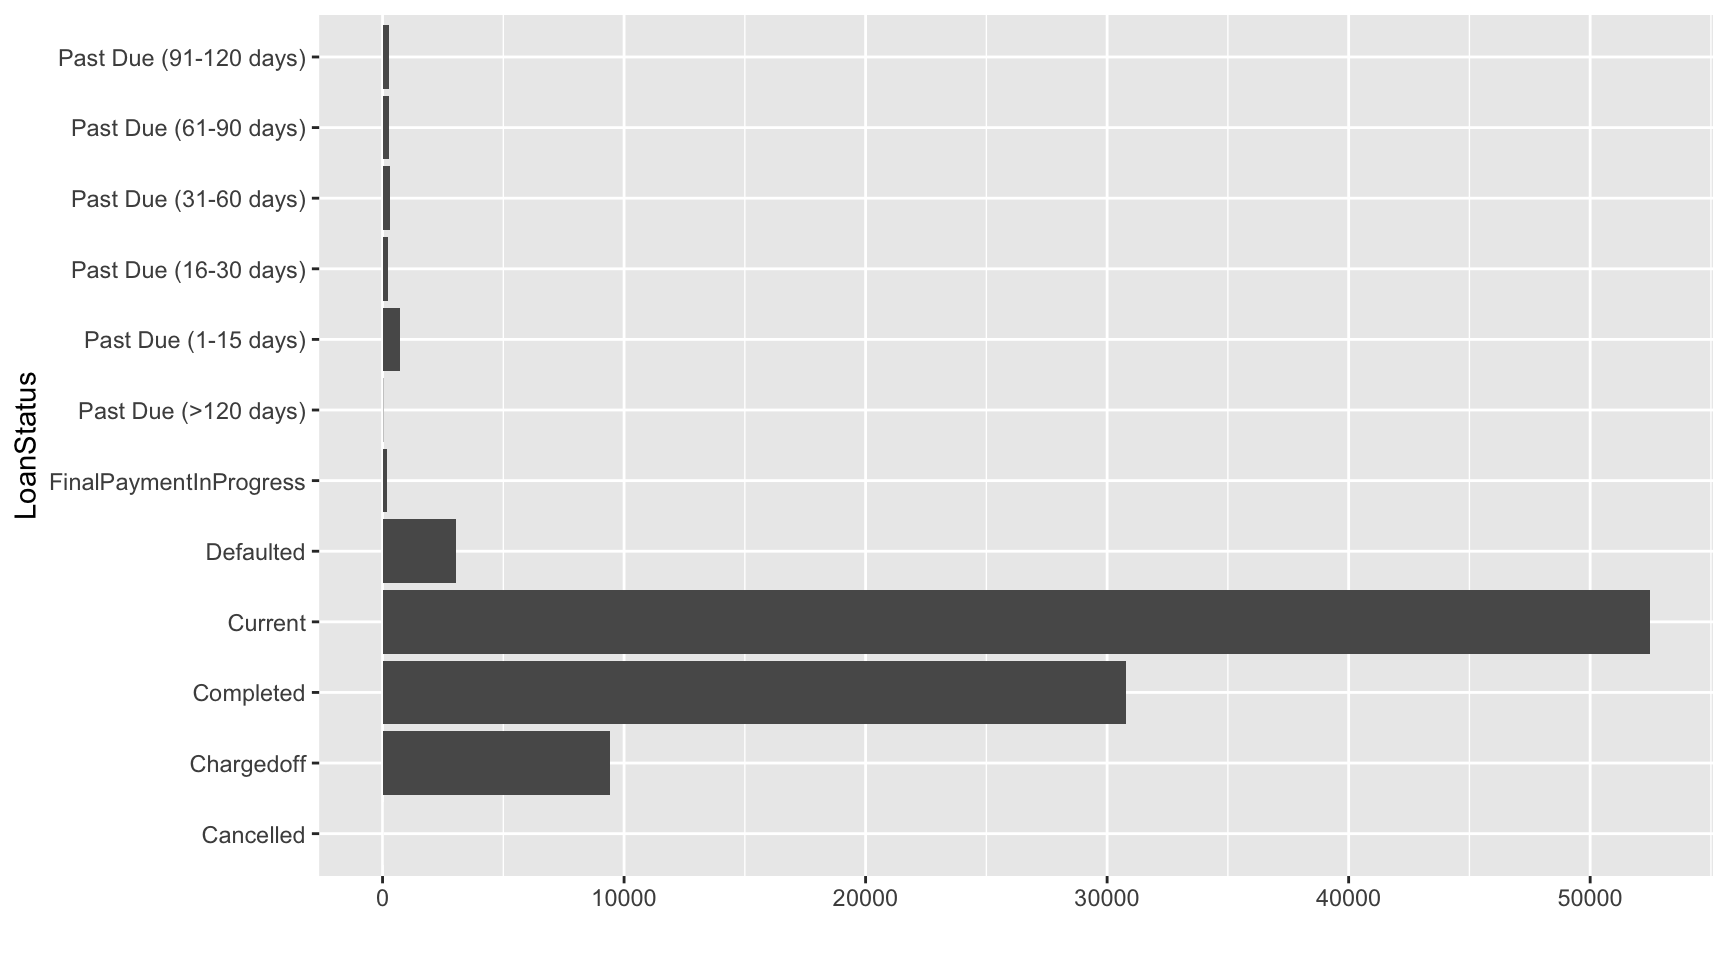 Past Due (91-120 days)
Past Due (61-90 days)
Past Due (31-60 days)
Past Due (16-30 days)
Past Due (1-15 days)
Past Due (>120 days)
FinalPaymentInProgress
Defaulted
Current
Completed
Chargedoff
Cancelled
LoanStatus
0 10000 20000 30000 40000 50000